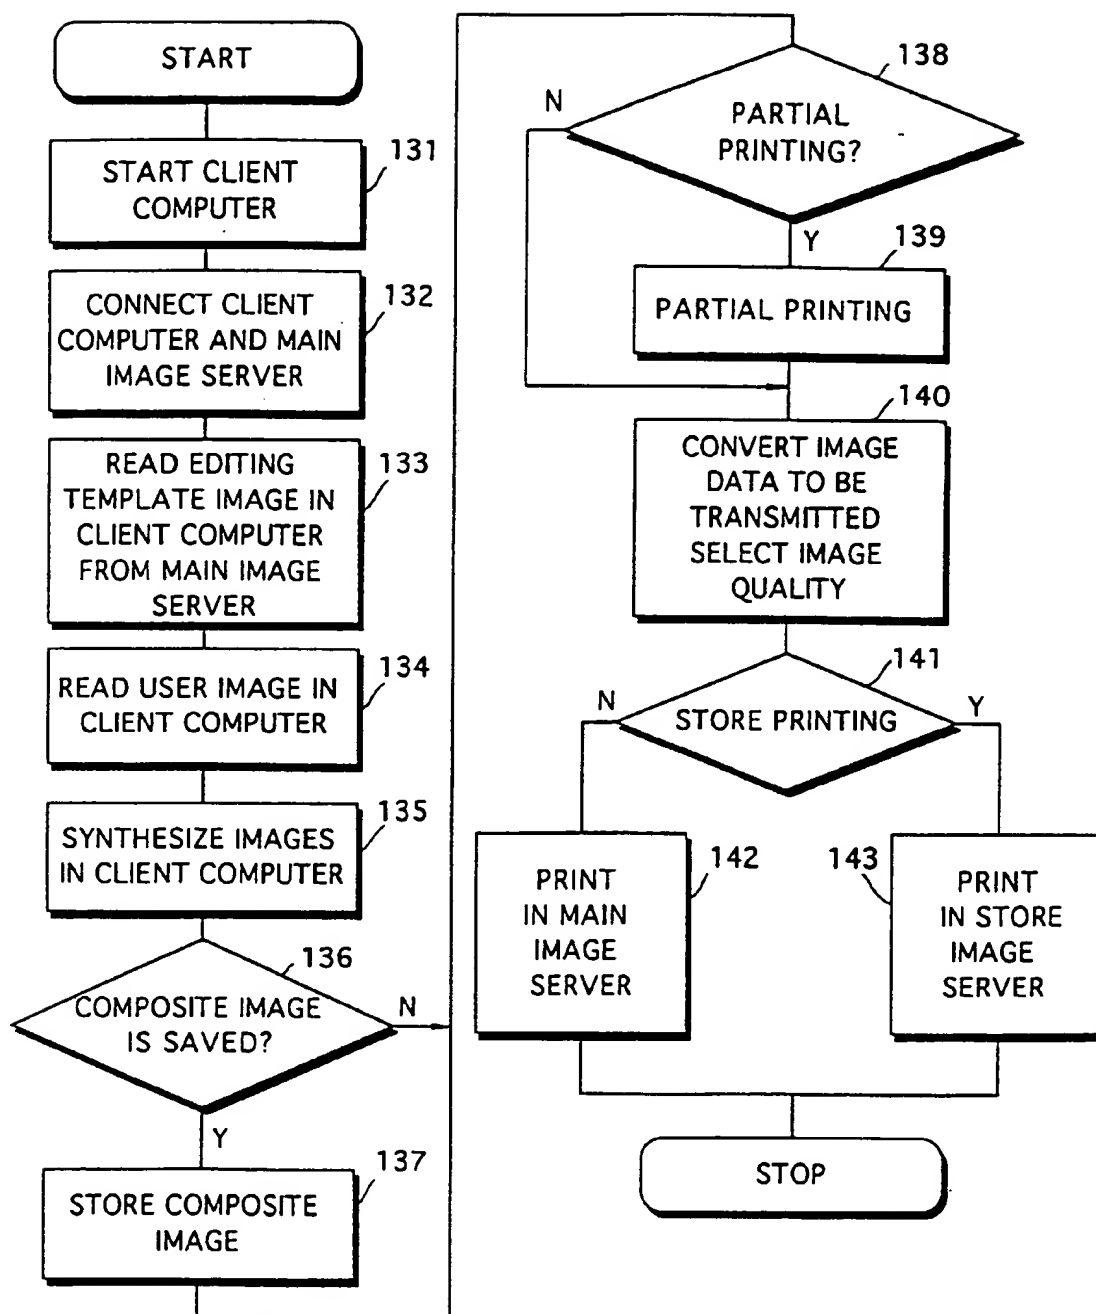 START
131
START CLIENT
COMPUTER
132
CONNECT CLIENT
COMPUTER AND MAIN
IMAGE SERVER
133
READ EDITING
TEMPLATE IMAGE IN
CLIENT COMPUTER
FROM MAIN IMAGE
SERVER
134
READ USER IMAGE IN
CLIENT COMPUTER
135
SYNTHESIZE IMAGES
IN CLIENT COMPUTER
136
COMPOSITE IMAGE
IS SAVED?
N
Y
137
STORE COMPOSITE
IMAGE
138
N
PARTIAL
PRINTING?
Y
139
PARTIAL PRINTING
140
CONVERT IMAGE
DATA TO BE
TRANSMITTED
SELECT IMAGE
QUALITY
141
N
STORE PRINTING
Y
142
PRINT
IN MAIN
IMAGE
SERVER
143
PRINT
IN STORE
IMAGE
SERVER
STOP